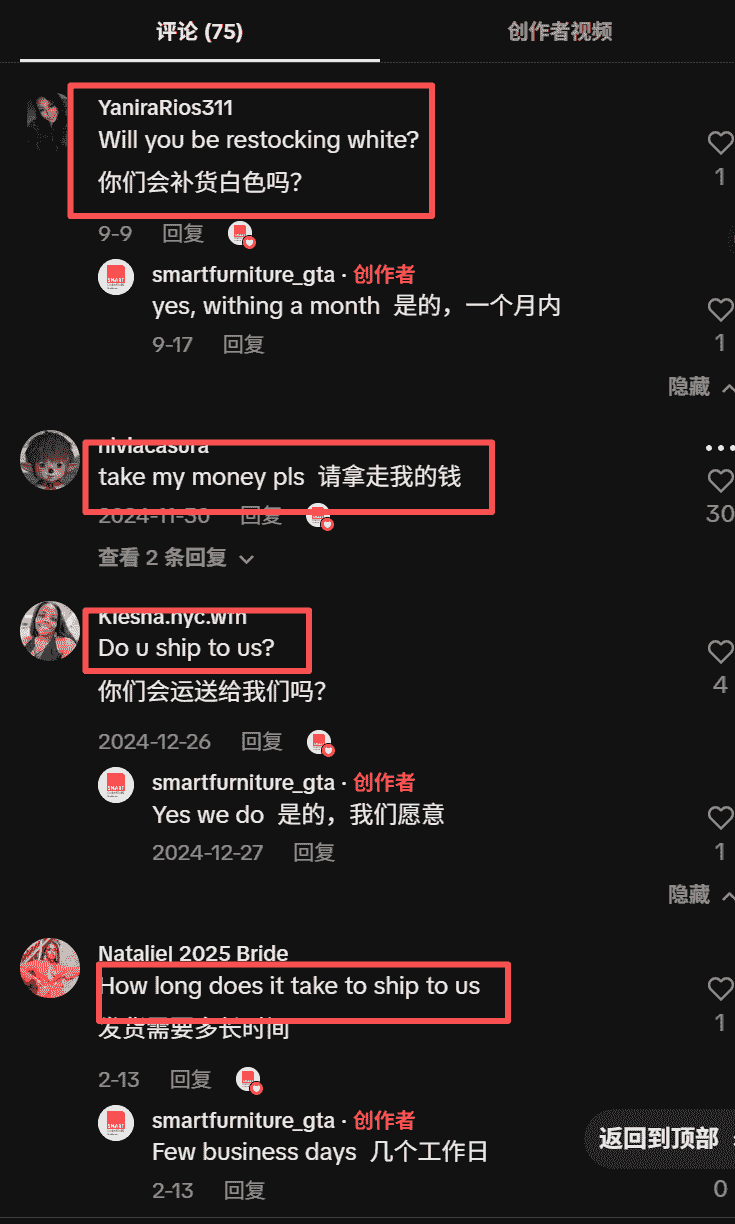 评论 (75)
创作者视频
YaniraRios311
Will you be restocking white?
你们会补货白色吗?
9-9 回复
1
smartfurniture_gta · 创作者
yes, withing a month 是的，一个月内
9-17 回复
1
隐藏
niviacasura
take my money pls 请拿走我的钱
2024-11-30 回复
30
查看 2 条回复
Kiesha.nyc.wfh
Do u ship to us?
你们会运送给我们吗?
4
2024-12-26 回复
smartfurniture_gta · 创作者
Yes we do 是的，我们愿意
2024-12-27 回复
1
隐藏
Nataliel 2025 Bride
How long does it take to ship to us
发货需要多长时间
1
2-13 回复
smartfurniture_gta · 创作者
Few business days 几个工作日
返回到顶部
2-13 回复
0